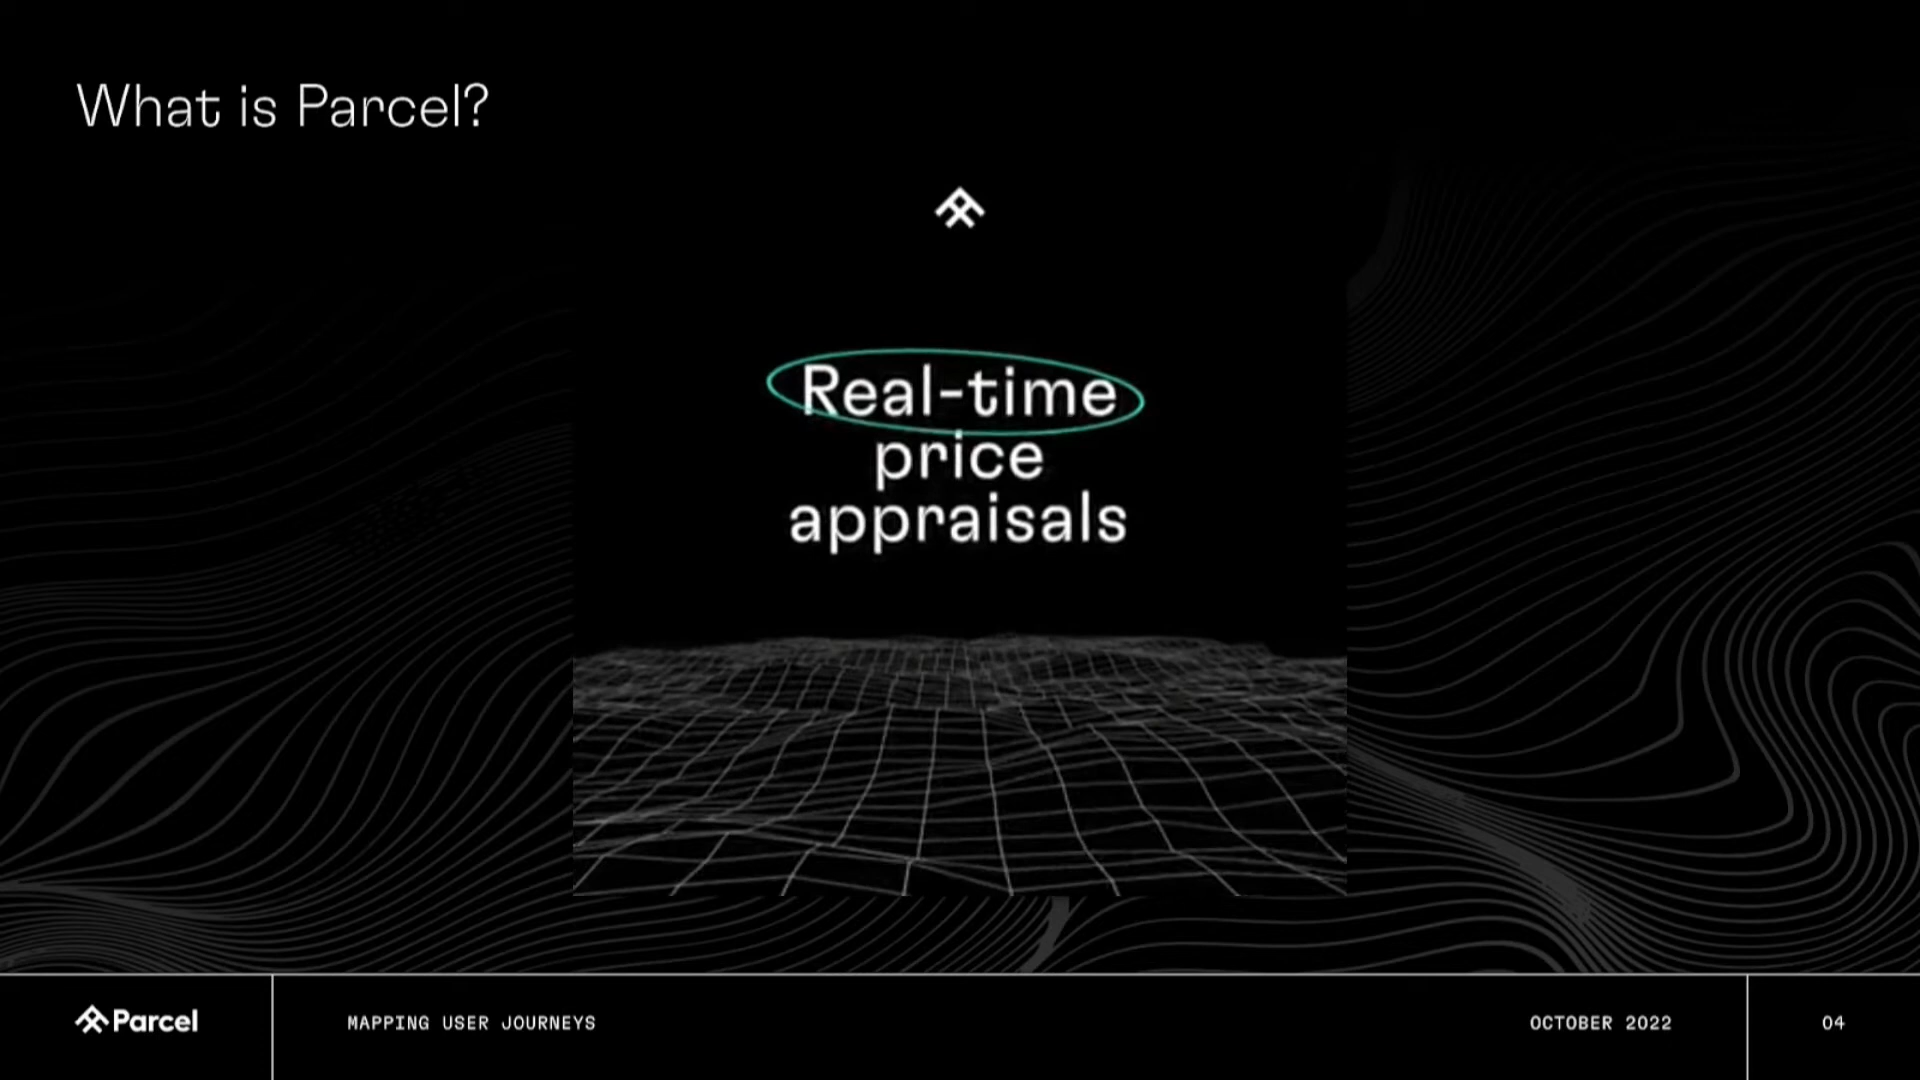 What is Parcel?
Real-time
price
appraisals
Parcel
MAPPING USER JOURNEYS
OCTOBER 2022
04